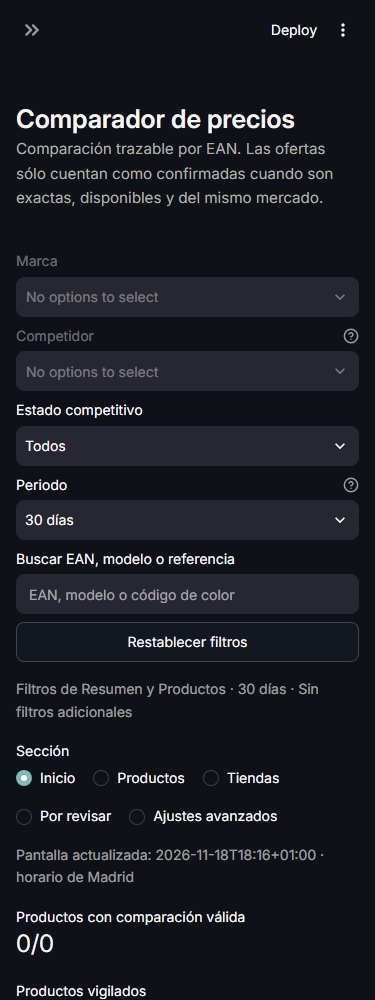 Deploy
Comparador de precios
Comparación trazable por EAN. Las ofertas
sólo cuentan como confirmadas cuando son
exactas, disponibles y del mismo mercado.
Marca
No options to select
Competidor
No options to select
Estado competitivo
Todos
Periodo
30 días
Buscar EAN, modelo o referencia
EAN, modelo o código de color
Restablecer filtros
Filtros de Resumen y Productos · 30 días · Sin
filtros adicionales
Sección
Inicio Productos Tiendas
Por revisar Ajustes avanzados
Pantalla actualizada: 2026-11-18T18:16+01:00 ·
horario de Madrid
Productos con comparación válida
0/0
Productos vigilados